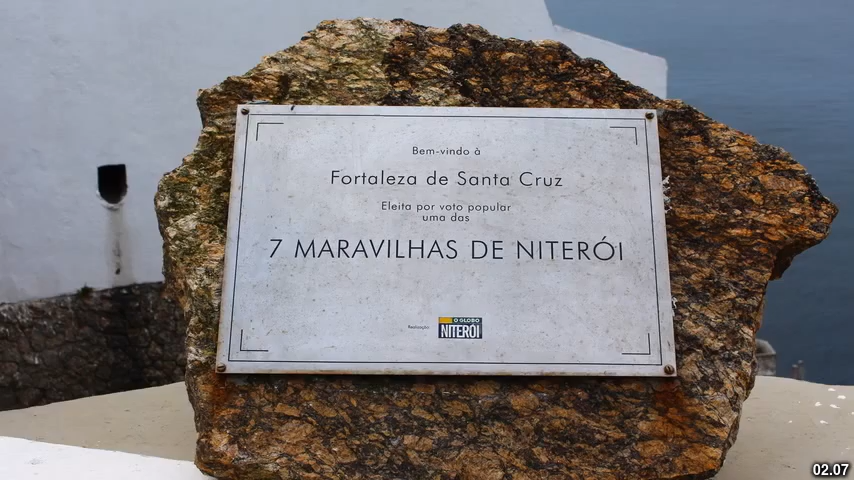 Bem-vindo à
Fortaleza de Santa Cruz
Eleita por voto popular
uma das
7 MARAVILHAS DE NITERÓI
Realização
O GLOBO
NITERÓI
02.07